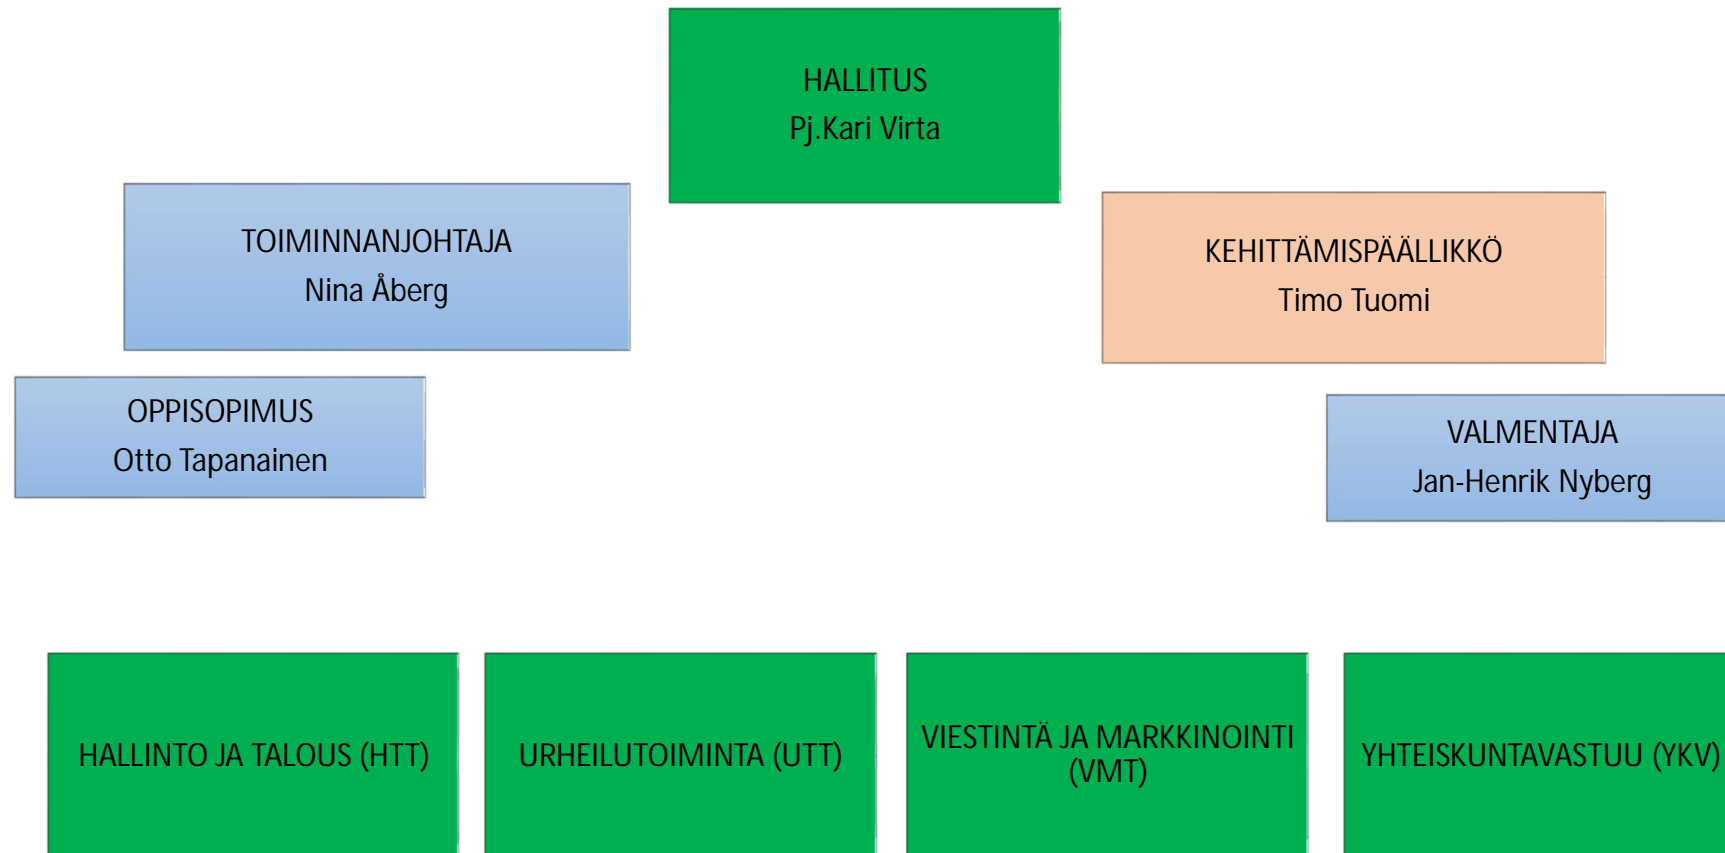 HALLITUS
Pj.Kari Virta
TOIMINNANJOHTAJA
Nina Åberg
KEHITTÄMISPÄÄLLIKKÖ
Timo Tuomi
OPPISOPIMUS
Otto Tapanainen
VALMENTAJA
Jan-Henrik Nyberg
HALLINTO JA TALOUS (HTT)
URHEILUTOIMINTA (UTT)
VIESTINTÄ JA MARKKINOINTI
(VMT)
YHTEISKUNTAVASTUU (YKV)